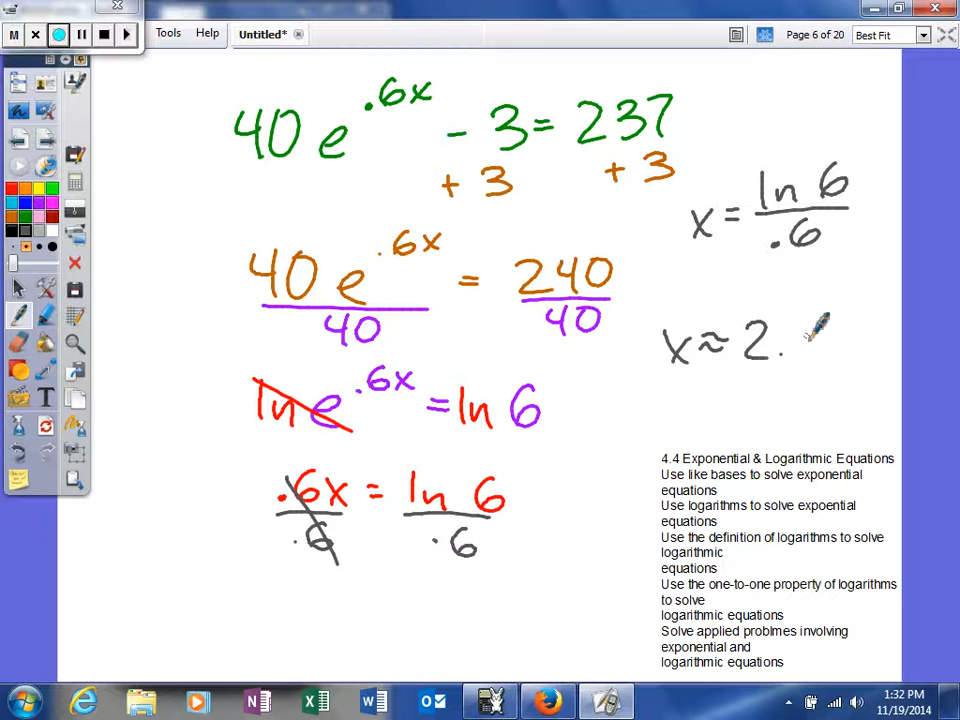 M
Tools Help Untitled* Page 6 of 20 Best Fit
40e^.6x - 3 = 237
+ 3 + 3
40e^.6x = 240
40 40
ln e^.6x = ln 6
.6x = ln 6
.6 .6
x = ln 6
.6
x ≈ 2.
4.4 Exponential & Logarithmic Equations
Use like bases to solve exponential
equations
Use logarithms to solve expoential
equations
Use the definition of logarithms to solve
logarithmic
equations
Use the one-to-one property of logarithms
to solve
logarithmic equations
Solve applied problms involving
exponential and
logarithmic equations
1:32 PM
11/19/2014